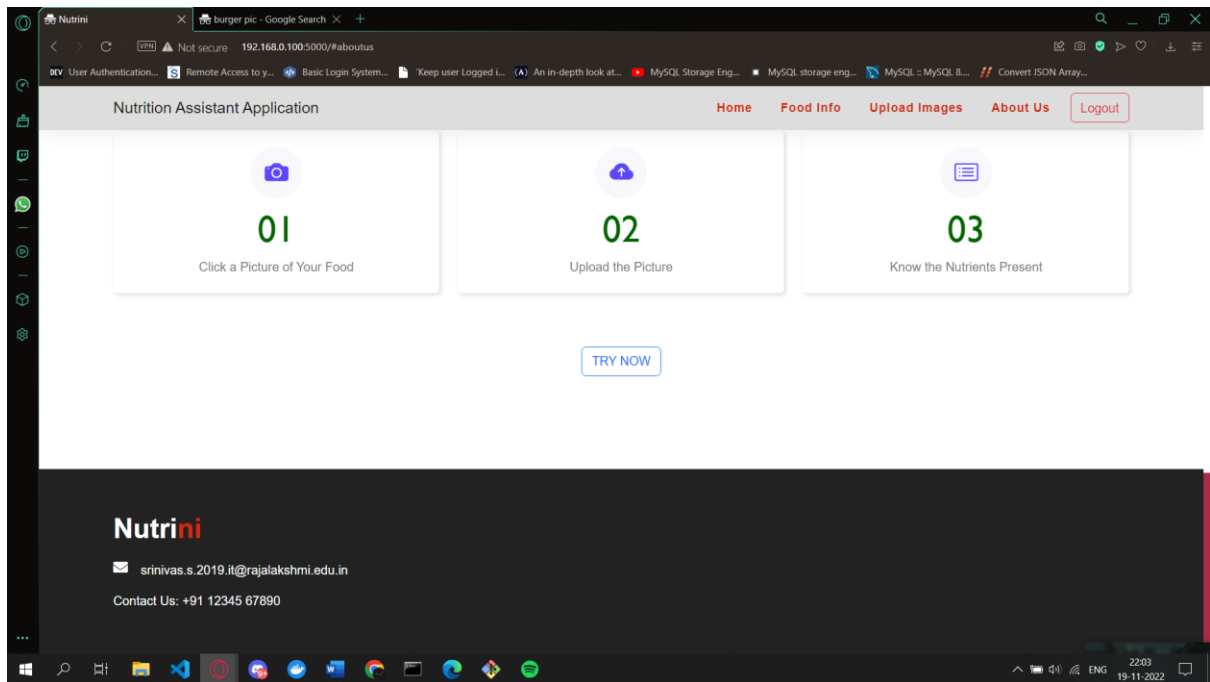 Nutrini
burger pic - Google Search
VPN
Not secure 192.168.0.100:5000/#aboutus
DEV User Authentication...
S Remote Access to y...
Basic Login System...
'Keep user Logged i...
(A) An in-depth look at...
MySQL Storage Eng...
MySQL storage eng...
MySQL :: MySQL 8....
Convert JSON Array...
Nutrition Assistant Application
Home
Food Info
Upload Images
About Us
Logout
01
Click a Picture of Your Food
02
Upload the Picture
03
Know the Nutrients Present
TRY NOW
Nutrini
srinivas.s.2019.it@rajalakshmi.edu.in
Contact Us: +91 12345 67890
ENG
22:03
19-11-2022